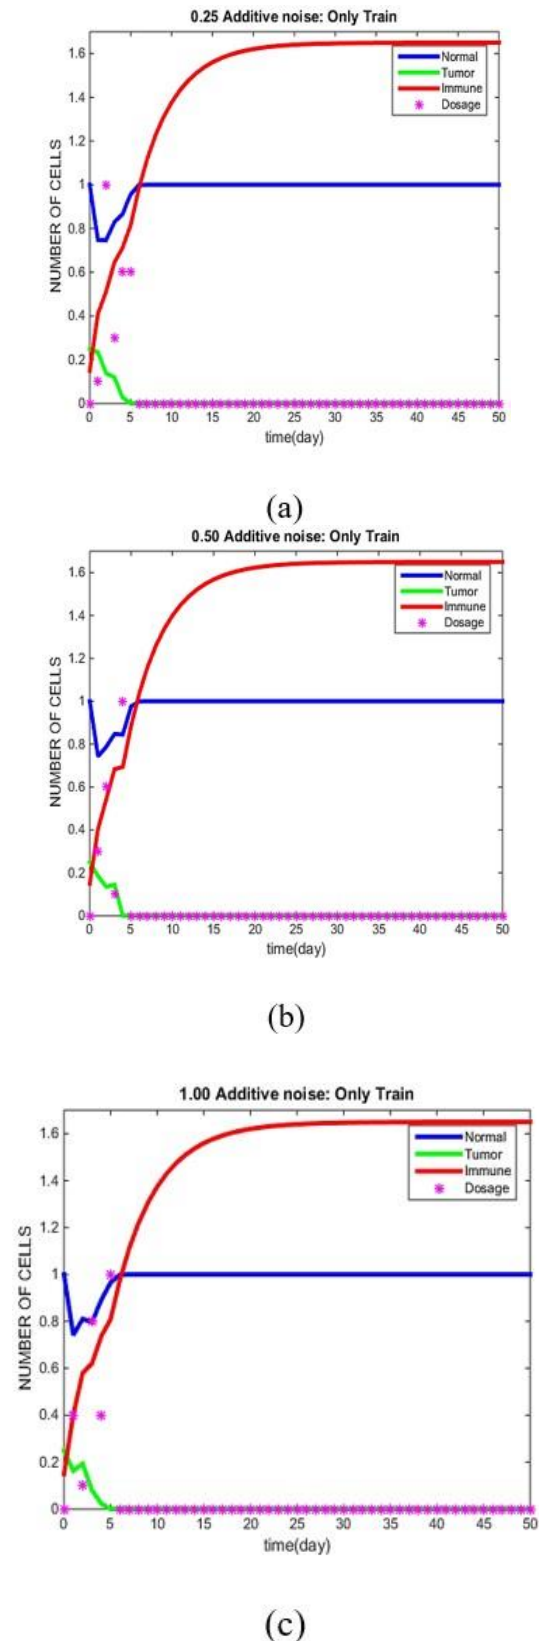 0.25 Additive noise: Only Train
Normal
Tumor
Immune
Dosage
NUMBER OF CELLS
1.6
1.4
1.2
1
0.8
0.6
0.4
0.2
0
0 5 10 15 20 25 30 35 40 45 50
time(day)
(a)
0.50 Additive noise: Only Train
Normal
Tumor
Immune
Dosage
NUMBER OF CELLS
1.6
1.4
1.2
1
0.8
0.6
0.4
0.2
0
0 5 10 15 20 25 30 35 40 45 50
time(day)
(b)
1.00 Additive noise: Only Train
Normal
Tumor
Immune
Dosage
NUMBER OF CELLS
1.6
1.4
1.2
1
0.8
0.6
0.4
0.2
0
0 5 10 15 20 25 30 35 40 45 50
time(day)
(c)